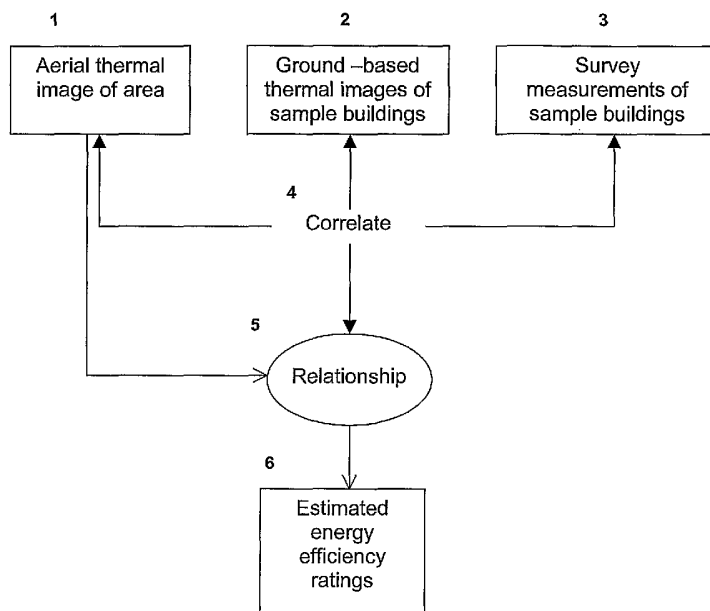 1
Aerial thermal
image of area
2
Ground –based
thermal images of
sample buildings
3
Survey
measurements of
sample buildings
4
Correlate
5
Relationship
6
Estimated
energy
efficiency
ratings